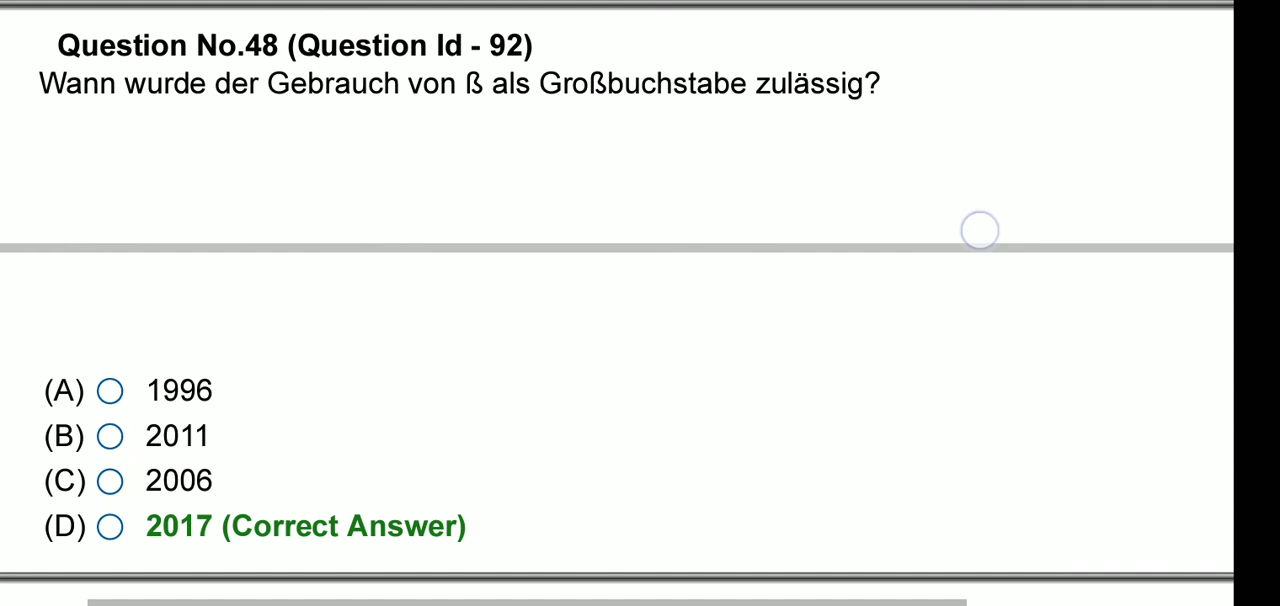 Question No.48 (Question Id - 92)
Wann wurde der Gebrauch von ß als Großbuchstabe zulässig?
(A) 1996
(B) 2011
(C) 2006
(D) 2017 (Correct Answer)